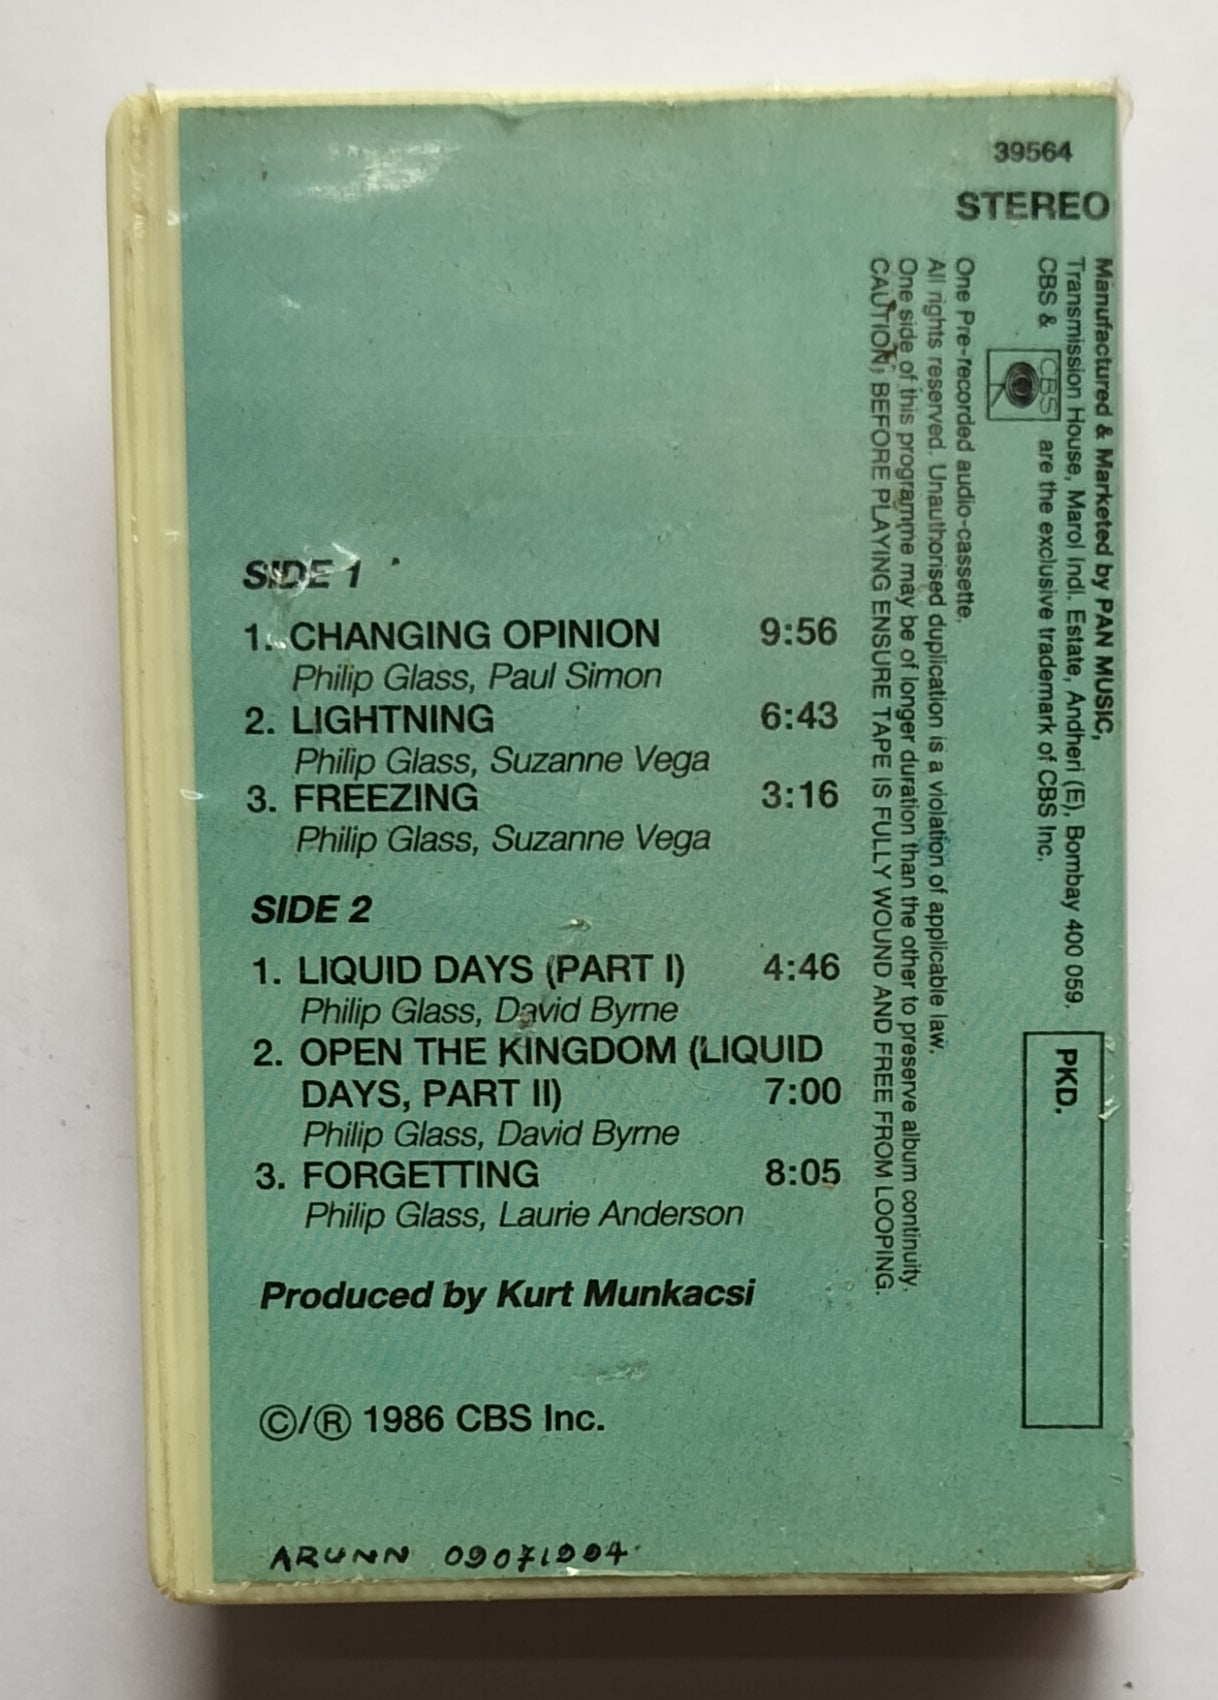 39564
STEREO
Manufactured & Marketed by PAN MUSIC,
Transmission House, Marol Indl. Estate, Andheri (E), Bombay 400 059.
CBS & CBS are the exclusive trademark of CBS Inc.
One Pre-recorded audio-cassette.
All rights reserved. Unauthorised duplication is a violation of applicable law.
One side of this programme may be of longer duration than the other to preserve album continuity.
CAUTION; BEFORE PLAYING ENSURE TAPE IS FULLY WOUND AND FREE FROM LOOPING.
PKD.
SIDE 1
1. CHANGING OPINION 9:56
Philip Glass, Paul Simon
2. LIGHTNING 6:43
Philip Glass, Suzanne Vega
3. FREEZING 3:16
Philip Glass, Suzanne Vega
SIDE 2
1. LIQUID DAYS (PART I) 4:46
Philip Glass, David Byrne
2. OPEN THE KINGDOM (LIQUID
DAYS, PART II) 7:00
Philip Glass, David Byrne
3. FORGETTING 8:05
Philip Glass, Laurie Anderson
Produced by Kurt Munkacsi
©/® 1986 CBS Inc.
ARUNN 09071994